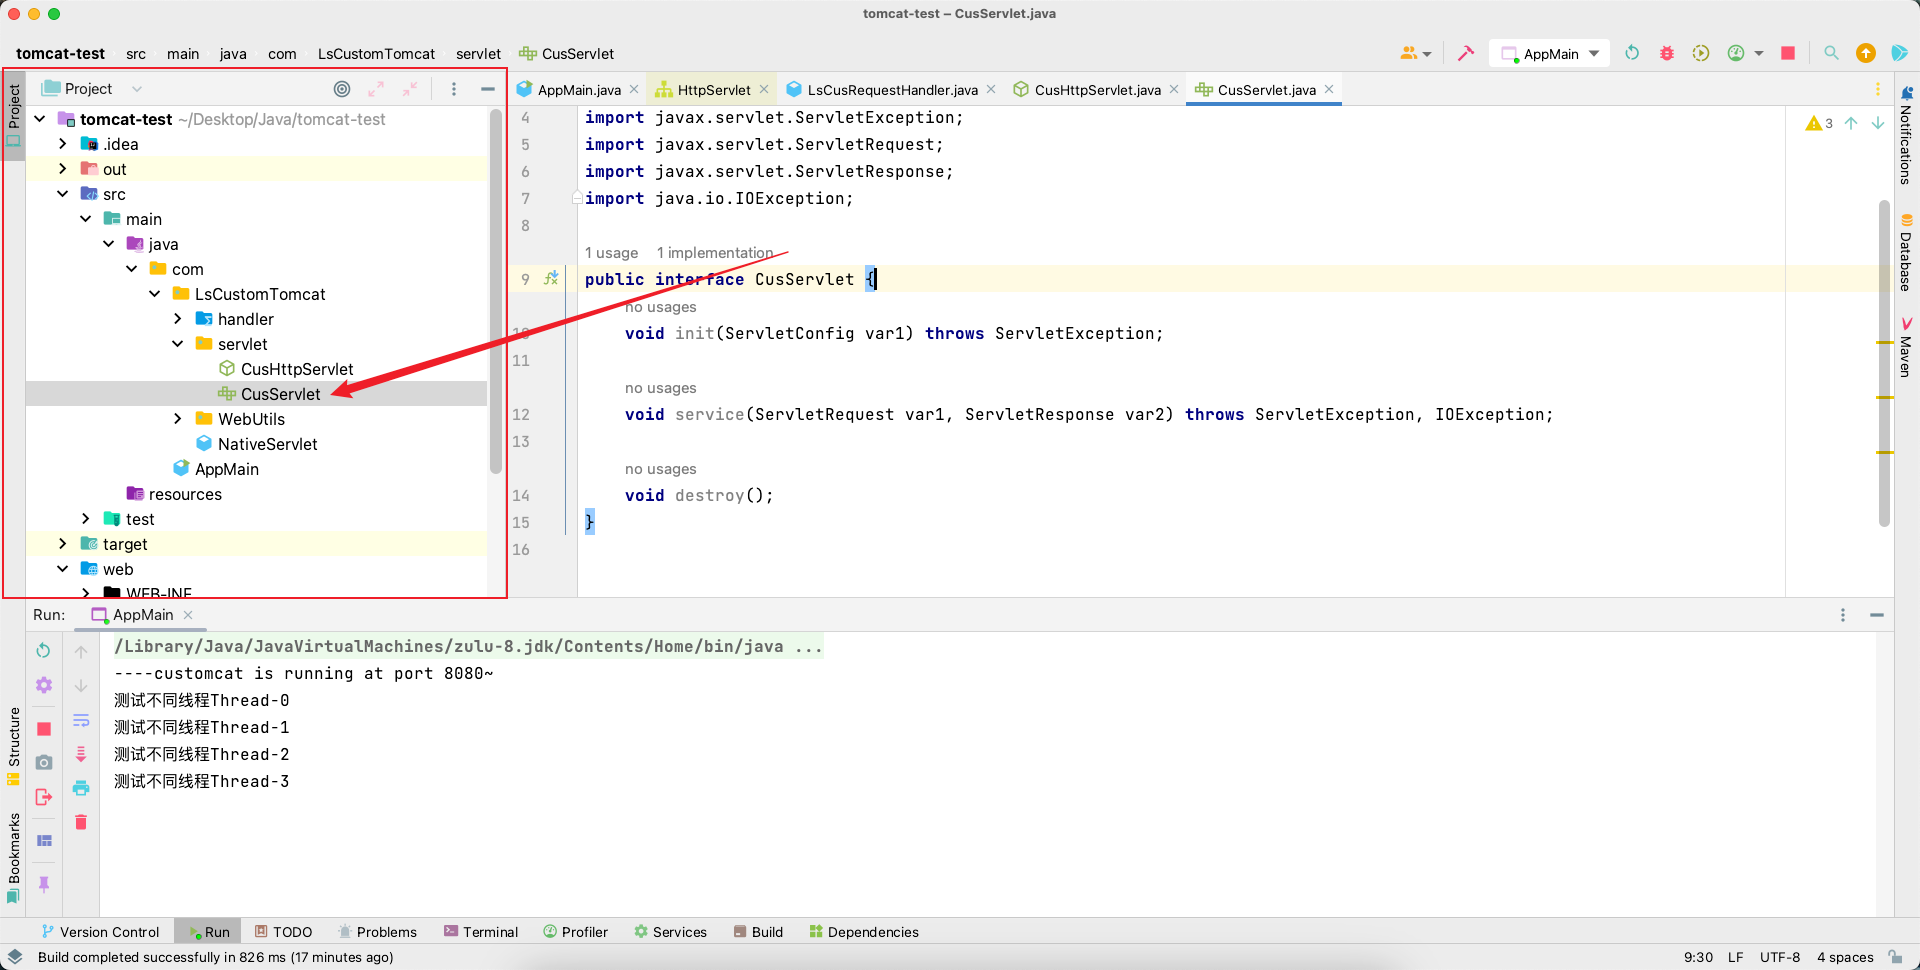 tomcat-test – CusServlet.java
tomcat-test src main java com LsCustomTomcat servlet CusServlet
AppMain
Project
AppMain.java HttpServlet LsCusRequestHandler.java CusHttpServlet.java CusServlet.java
Project
tomcat-test ~/Desktop/Java/tomcat-test
.idea
out
src
main
java
com
LsCustomTomcat
handler
servlet
CusHttpServlet
CusServlet
WebUtils
NativeServlet
AppMain
resources
test
target
web
WEB-INF
4 import javax.servlet.ServletException;
5 import javax.servlet.ServletRequest;
6 import javax.servlet.ServletResponse;
7 import java.io.IOException;
8
1 usage 1 implementation
9 public interface CusServlet {
no usages
10 void init(ServletConfig var1) throws ServletException;
11
no usages
12 void service(ServletRequest var1, ServletResponse var2) throws ServletException, IOException;
13
no usages
14 void destroy();
15 }
16
3
Notifications
Database
Maven
Run: AppMain
/Library/Java/JavaVirtualMachines/zulu-8.jdk/Contents/Home/bin/java ...
----customcat is running at port 8080~
测试不同线程Thread-0
测试不同线程Thread-1
测试不同线程Thread-2
测试不同线程Thread-3
Structure
Bookmarks
Version Control Run TODO Problems Terminal Profiler Services Build Dependencies
Build completed successfully in 826 ms (17 minutes ago)
9:30 LF UTF-8 4 spaces